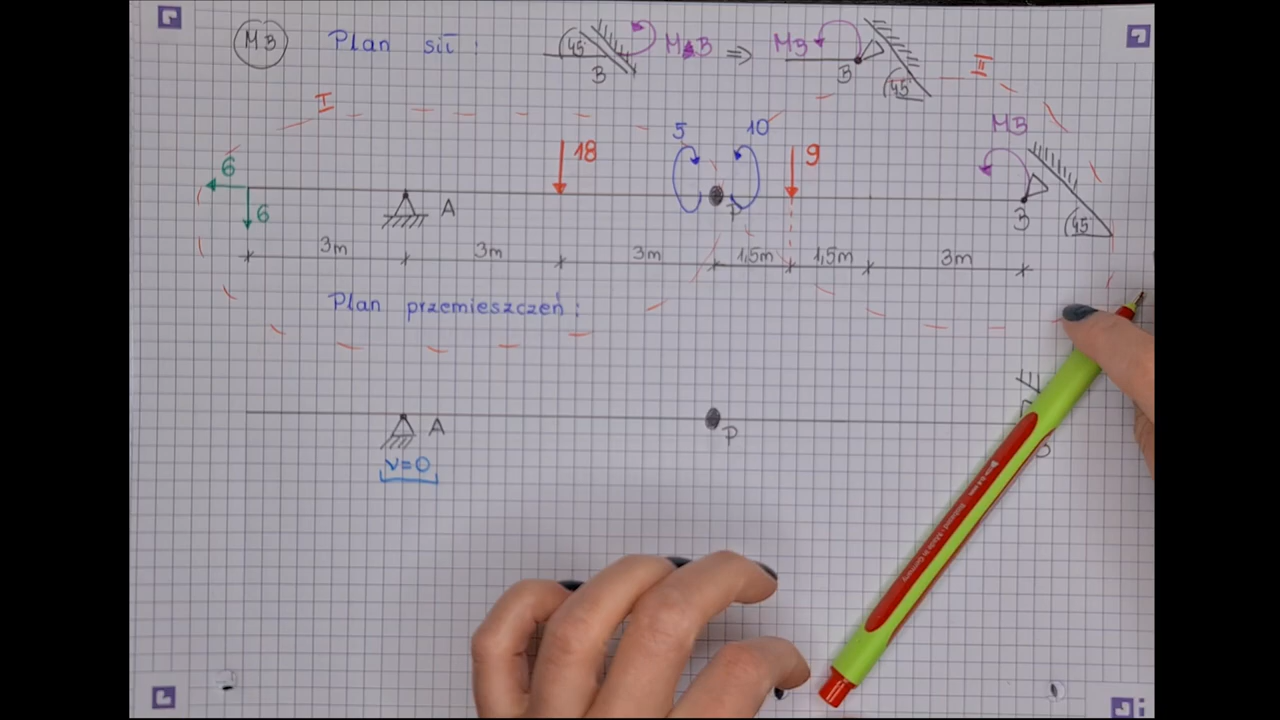 MB Plan sił: 45 B MAB ⇒ MB B 45
I II
MB
5 10
6 18 9
6 A P B 45
3m 3m 3m 1,5m 1,5m 3m
Plan przemieszczeń:
A P
v=0